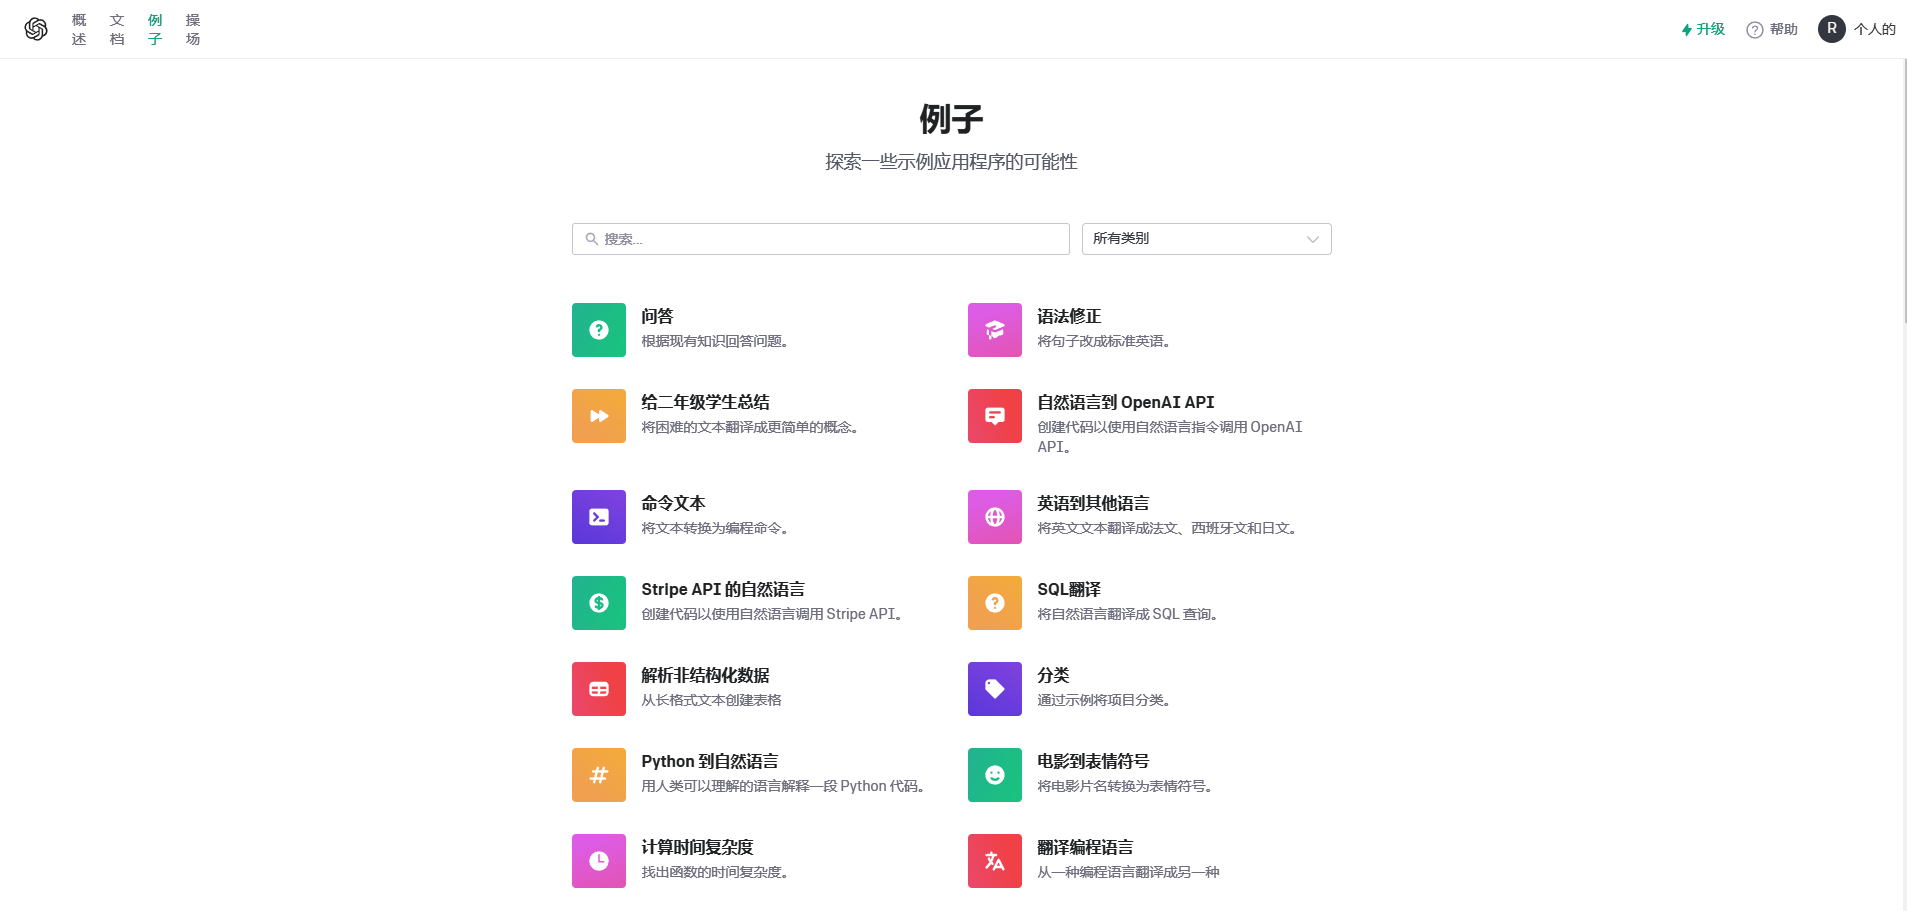 概述
文档
例子
操场
升级
帮助
R
个人的
例子
探索一些示例应用程序的可能性
搜索...
所有类别
问答
根据现有知识回答问题。
语法修正
将句子改成标准英语。
给二年级学生总结
将困难的文本翻译成更简单的概念。
自然语言到 OpenAI API
创建代码以使用自然语言指令调用 OpenAI
API。
命令文本
将文本转换为编程命令。
英语到其他语言
将英文文本翻译成法文、西班牙文和日文。
Stripe API 的自然语言
创建代码以使用自然语言调用 Stripe API。
SQL翻译
将自然语言翻译成 SQL 查询。
解析非结构化数据
从长格式文本创建表格
分类
通过示例将项目分类。
Python 到自然语言
用人类可以理解的语言解释一段 Python 代码。
电影到表情符号
将电影片名转换为表情符号。
计算时间复杂度
找出函数的时间复杂度。
翻译编程语言
从一种编程语言翻译成另一种